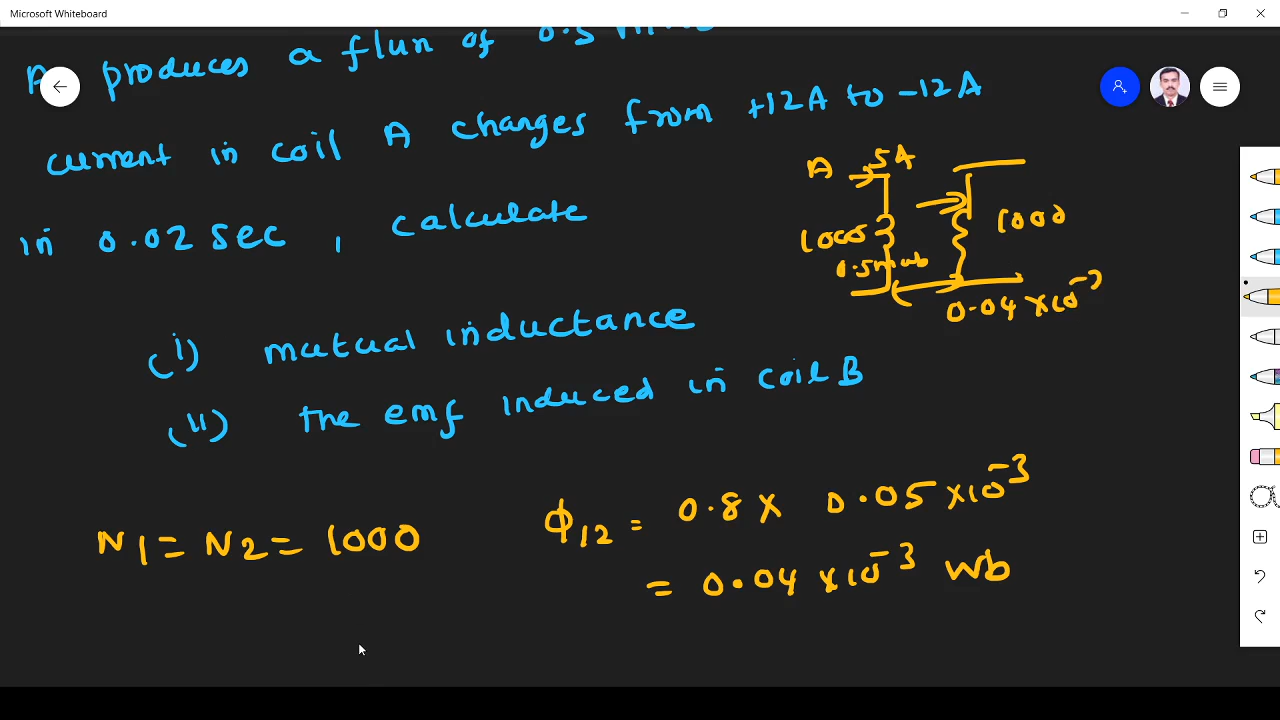 Microsoft Whiteboard
produces a flux of 0.5
current in coil A changes from +12A to -12A
in 0.02 sec, calculate
A 5A
1000 1000
0.5mwb
0.04 x10
(i) mutual inductance
(ii) the emf induced in coil B
N1 = N2 = 1000
ϕ12 = 0.8 x 0.05 x10-3
= 0.04 x10-3 wb